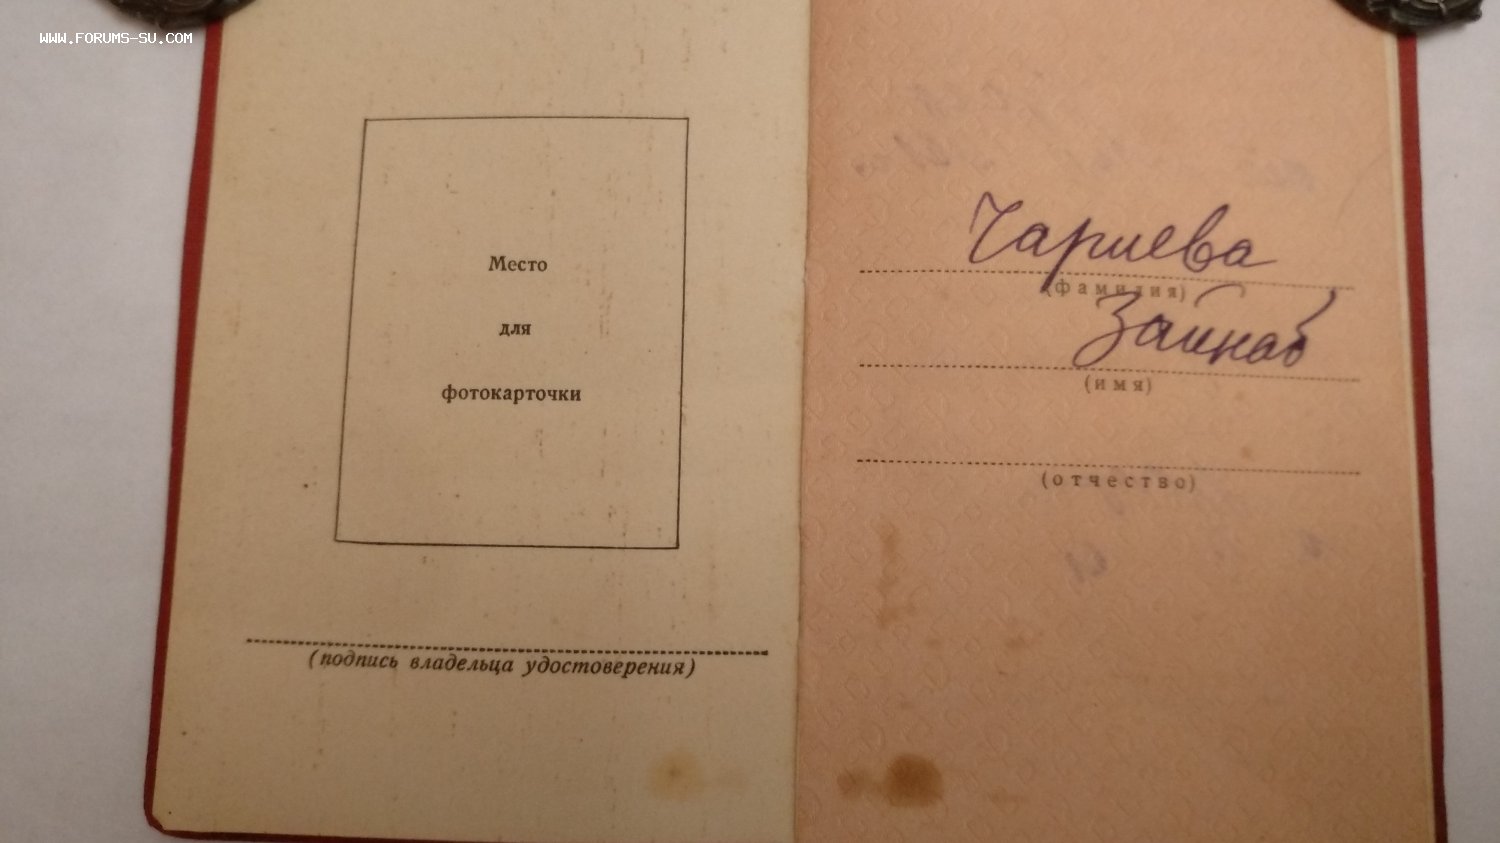 WWW.FORUMS-SU.COM
Место
для
фотокарточки
(подпись владельца удостоверения)
Чариева
(фамилия)
Зайнаб
(имя)
(отчество)